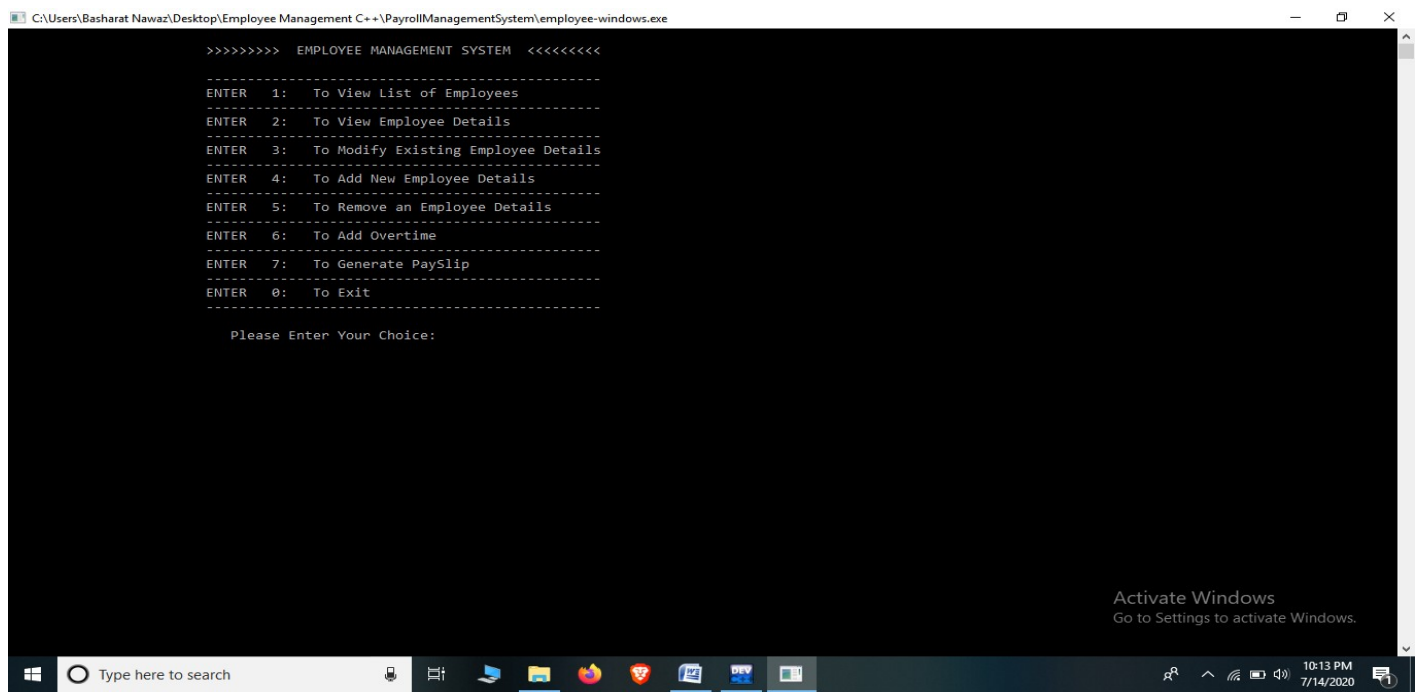 C:\Users\Basharat Nawaz\Desktop\Employee Management C++\PayrollManagementSystem\employee-windows.exe
>>>>>>>>> EMPLOYEE MANAGEMENT SYSTEM <<<<<<<<<
------------------------------------------------
ENTER 1: To View List of Employees
------------------------------------------------
ENTER 2: To View Employee Details
------------------------------------------------
ENTER 3: To Modify Existing Employee Details
------------------------------------------------
ENTER 4: To Add New Employee Details
------------------------------------------------
ENTER 5: To Remove an Employee Details
------------------------------------------------
ENTER 6: To Add Overtime
------------------------------------------------
ENTER 7: To Generate PaySlip
------------------------------------------------
ENTER 0: To Exit
------------------------------------------------
Please Enter Your Choice:
Activate Windows
Go to Settings to activate Windows.
Type here to search
DEV
10:13 PM
7/14/2020
1